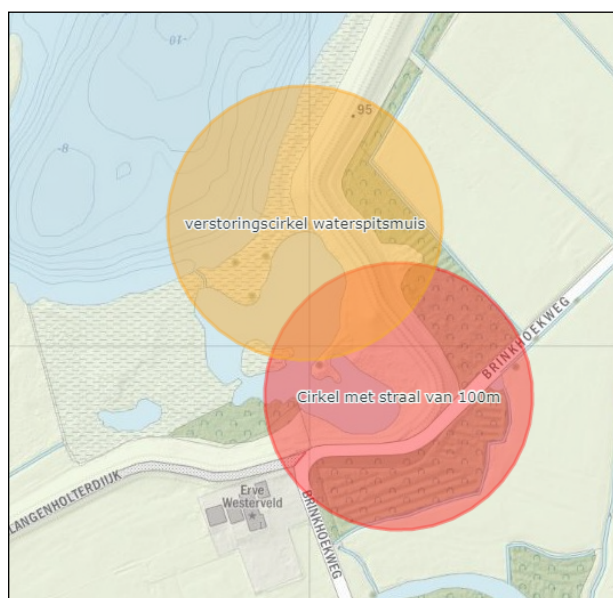 -10
95
-8
verstoringscirkel waterspitsmuis
BRINKHOEKWEG
Cirkel met straal van 100m
Erve
Westerveld
LANGENHOLTERDIJK
BRINKHOEKWEG